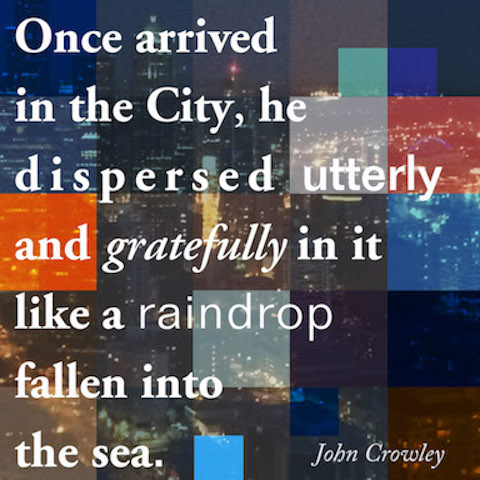 Once arrived
in the City, he
dispersed utterly
and gratefully in it
like a raindrop
fallen into
the sea.
John Crowley